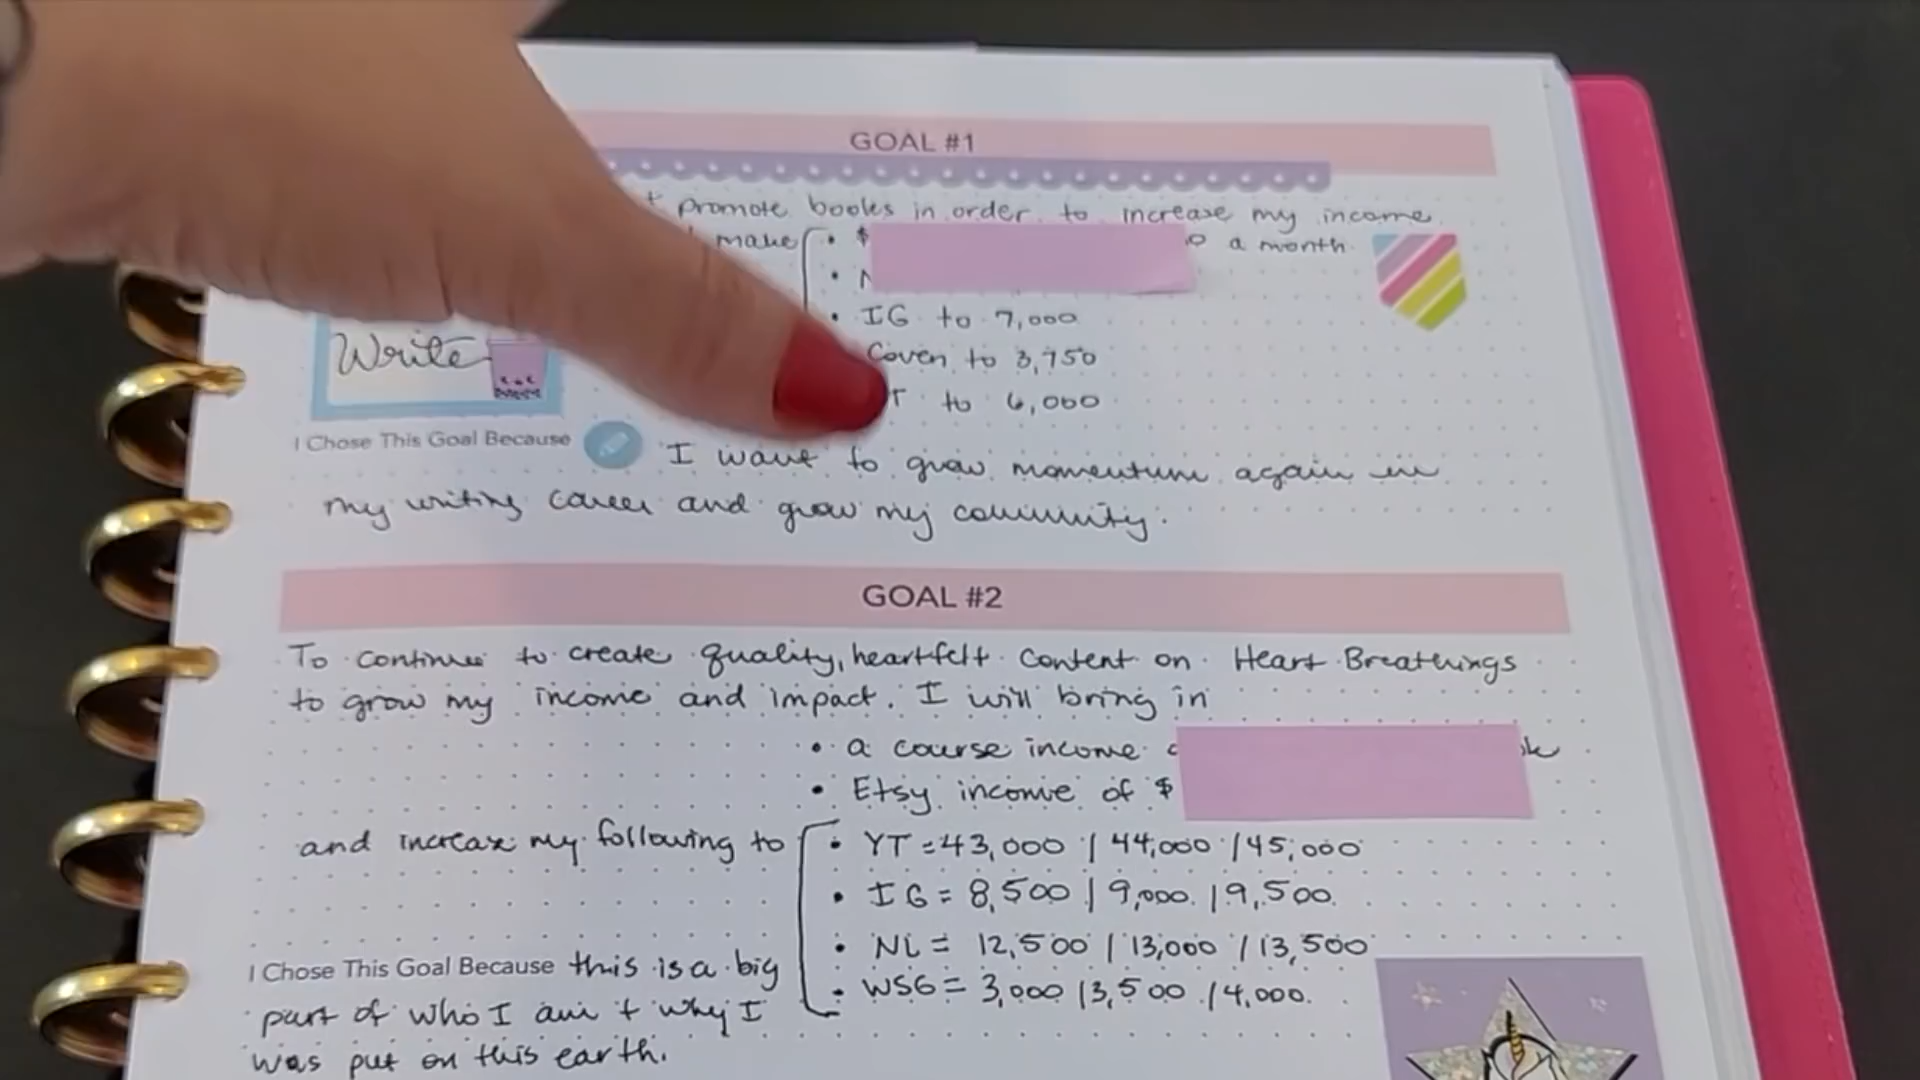 GOAL #1
+ promote books in order to increase my income
make • $ a month
•
• IG to 7,000
Coven to 3,750
Write
T to 6,000
I Chose This Goal Because I want to grow momentum again in
my writing career and grow my community.
GOAL #2
To continue to create quality, heartfelt content on Heart Breathings
to grow my income and impact. I will bring in
• a course income
• Etsy income of $
and increase my following to • YT = 43,000 / 44,000 / 45,000
• IG = 8,500 / 9,000 / 9,500
• NL = 12,500 / 13,000 / 13,500
• WSG = 3,000 / 3,500 / 4,000.
I Chose This Goal Because this is a big
part of who I am + why I
was put on this earth.